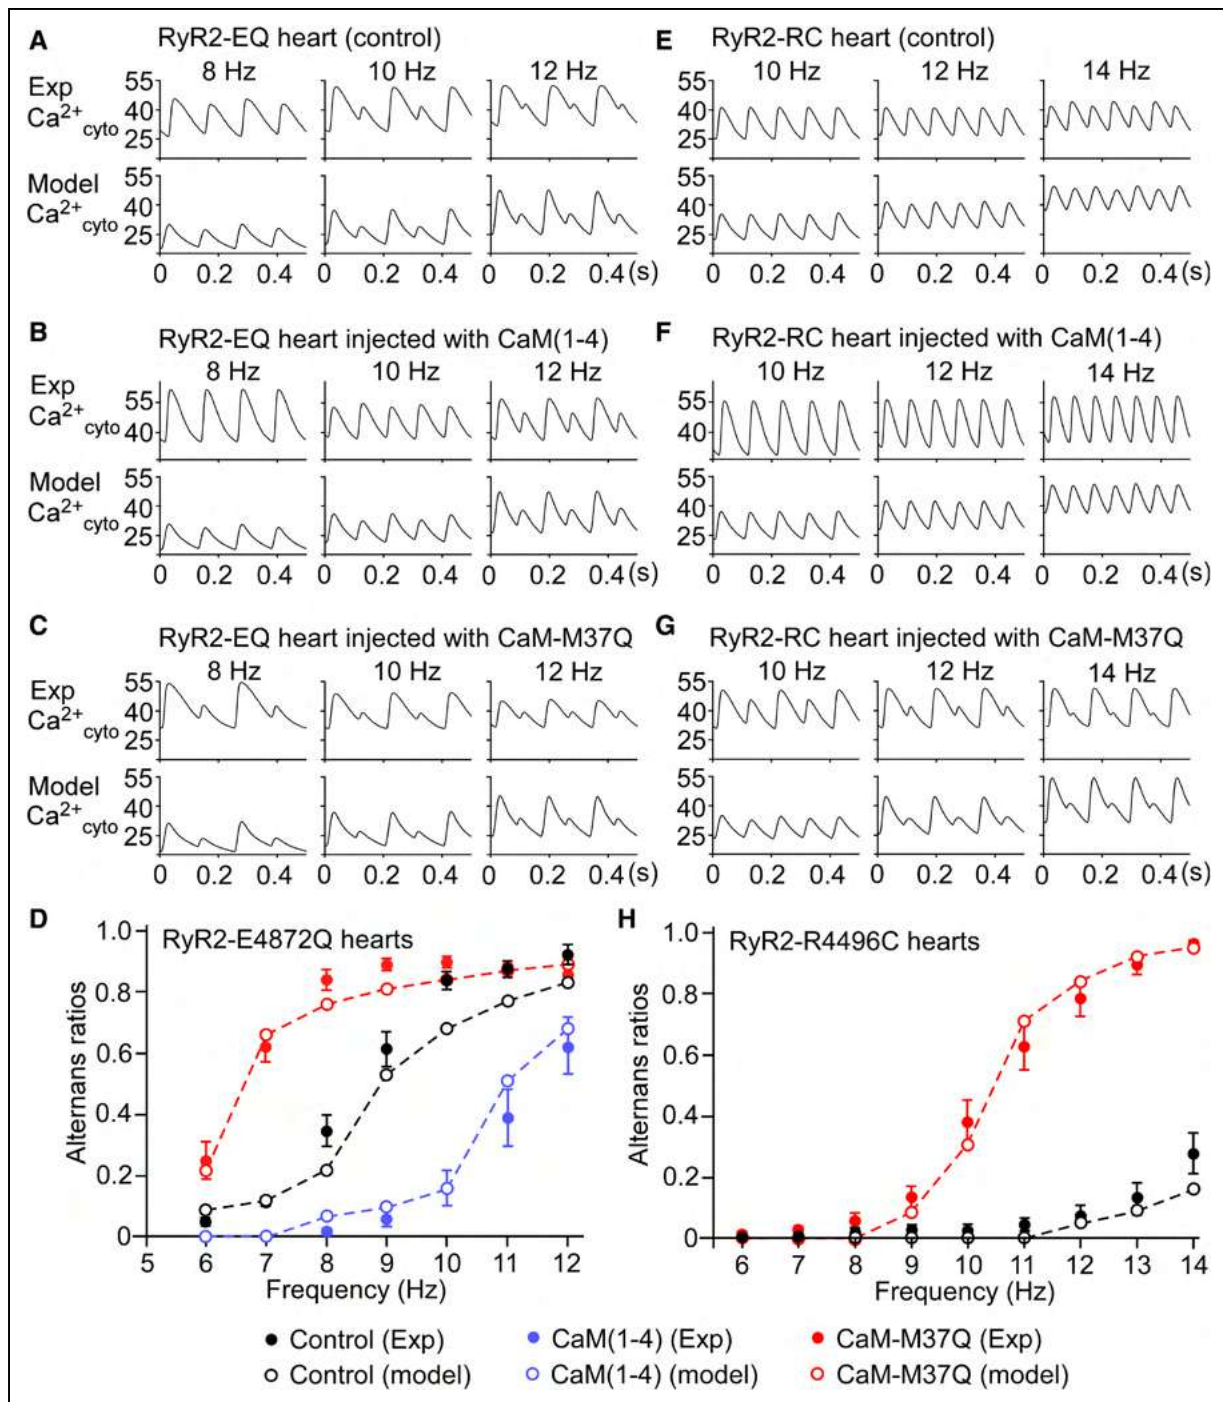 A RyR2-EQ heart (control)
8 Hz 10 Hz 12 Hz
Exp
Ca2+cyto
55
40
25
Model
Ca2+cyto
55
40
25
0 0.2 0.4 0 0.2 0.4 0 0.2 0.4 (s)
B RyR2-EQ heart injected with CaM(1-4)
8 Hz 10 Hz 12 Hz
Exp
Ca2+cyto
55
40
Model
Ca2+cyto
55
40
25
0 0.2 0.4 0 0.2 0.4 0 0.2 0.4 (s)
C RyR2-EQ heart injected with CaM-M37Q
8 Hz 10 Hz 12 Hz
Exp
Ca2+cyto
55
40
25
Model
Ca2+cyto
55
40
25
0 0.2 0.4 0 0.2 0.4 0 0.2 0.4 (s)
E RyR2-RC heart (control)
10 Hz 12 Hz 14 Hz
55
40
25
55
40
25
0 0.2 0.4 0 0.2 0.4 0 0.2 0.4 (s)
F RyR2-RC heart injected with CaM(1-4)
10 Hz 12 Hz 14 Hz
55
40
55
40
25
0 0.2 0.4 0 0.2 0.4 0 0.2 0.4 (s)
G RyR2-RC heart injected with CaM-M37Q
10 Hz 12 Hz 14 Hz
55
40
25
55
40
25
0 0.2 0.4 0 0.2 0.4 0 0.2 0.4 (s)
D RyR2-E4872Q hearts
Alternans ratios
1.0
0.8
0.6
0.4
0.2
0
5 6 7 8 9 10 11 12
Frequency (Hz)
H RyR2-R4496C hearts
Alternans ratios
1.0
0.8
0.6
0.4
0.2
0
6 7 8 9 10 11 12 13 14
Frequency (Hz)
Control (Exp) CaM(1-4) (Exp) CaM-M37Q (Exp)
Control (model) CaM(1-4) (model) CaM-M37Q (model)